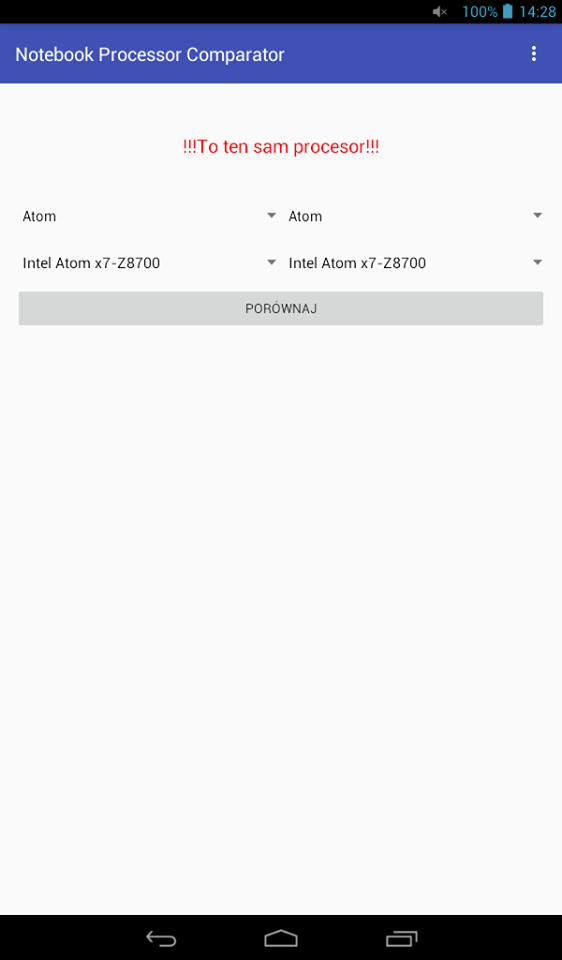 100% 14:28
Notebook Processor Comparator
!!!To ten sam procesor!!!
Atom Atom
Intel Atom x7-Z8700 Intel Atom x7-Z8700
PORÓWNAJ